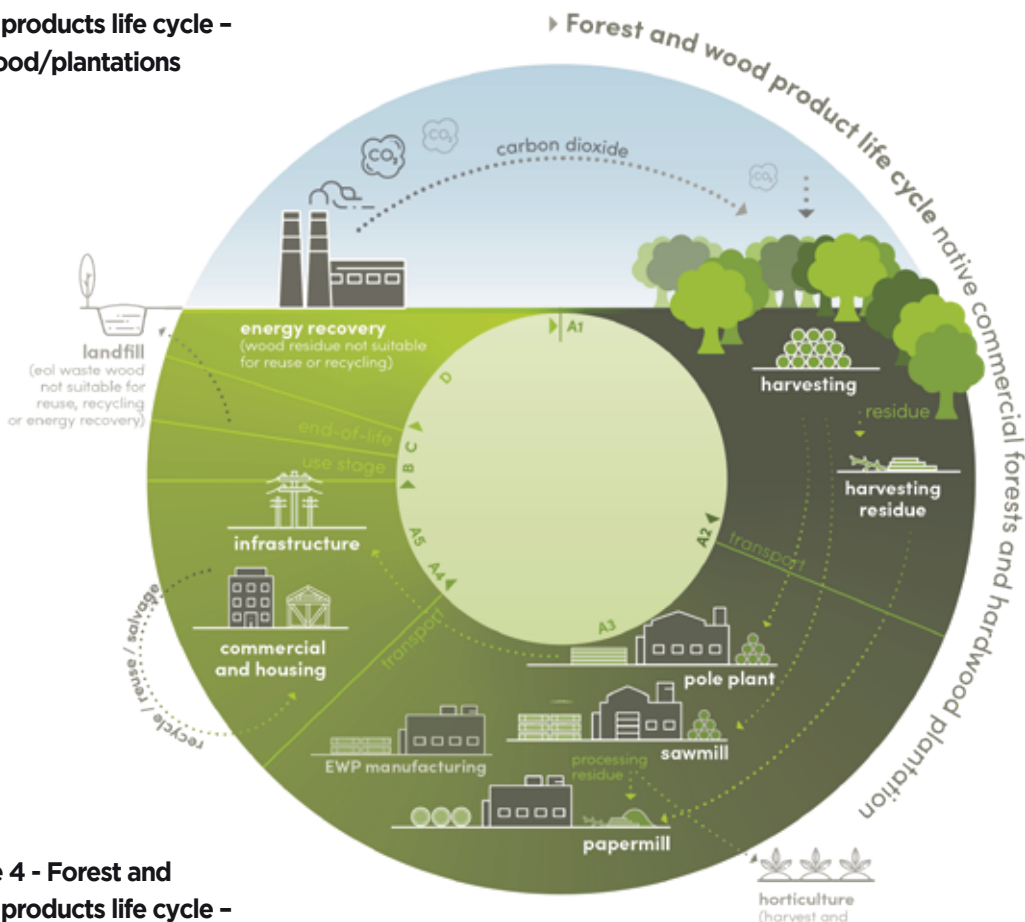 products life cycle –
ood/plantations
Forest and wood product life cycle native commercial forests and hardwood plantation
CO₂
CO₂
carbon dioxide
CO₂
energy recovery
(wood residue not suitable
for reuse or recycling)
landfill
(eol waste wood
not suitable for
reuse, recycling
or energy recovery)
A1
harvesting
residue
harvesting
residue
D
end-of-life
C
use stage
B
infrastructure
A5
A4
A2
transport
transport
A3
commercial
and housing
recycle / reuse / salvage
pole plant
sawmill
EWP manufacturing
processing
residue
papermill
e 4 - Forest and
products life cycle –
horticulture
(harvest and